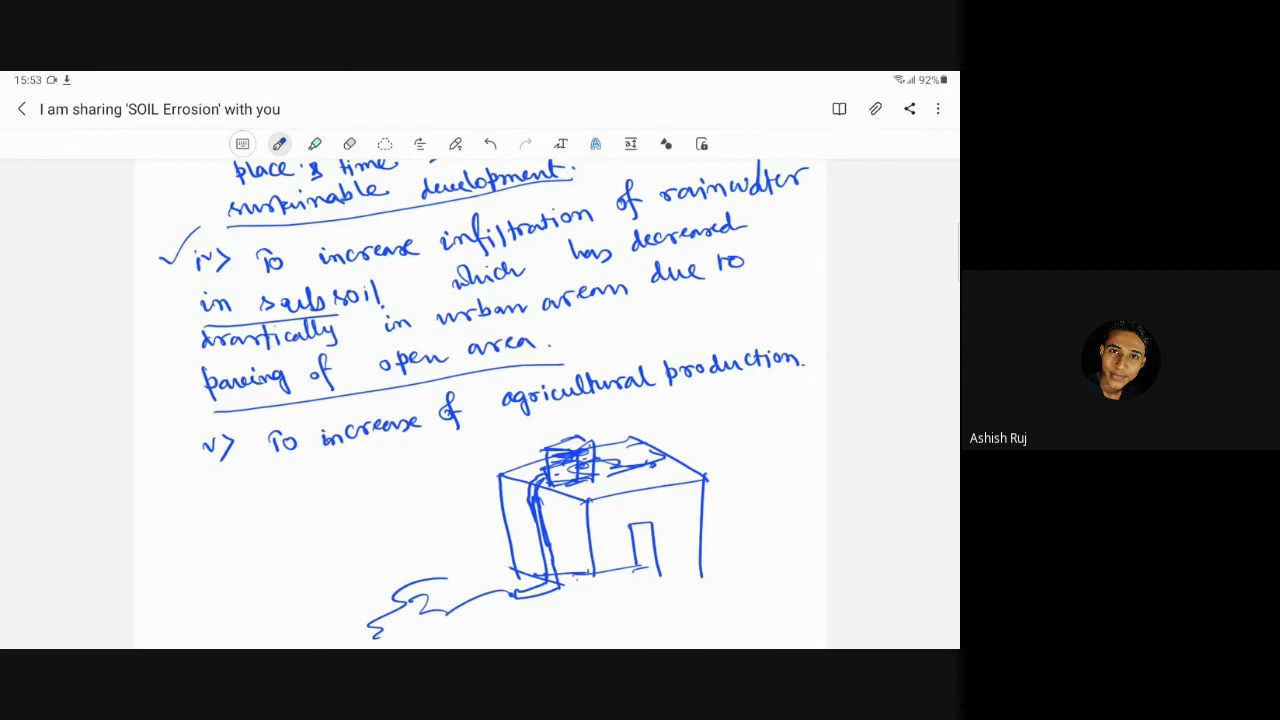 15:53
92%
I am sharing 'SOIL Errosion' with you
place & time
sustainable development.
iv> To increase infiltration of rainwater
in subsoil which has decreased
drastically in urban arean due to
paving of open area.
v> To increase of agricultural production.
Ashish Ruj